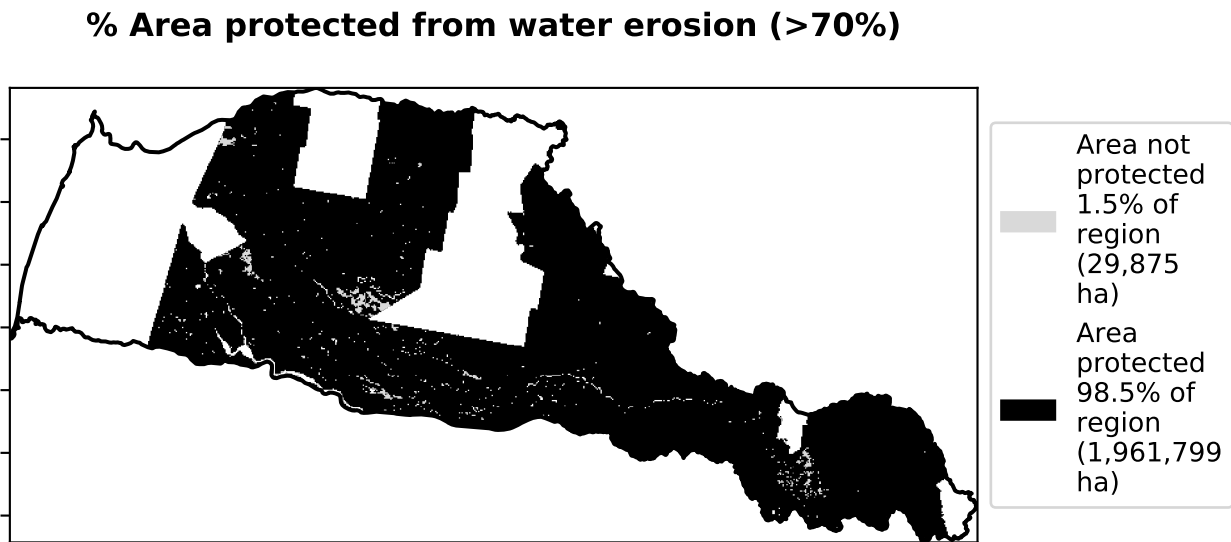 % Area protected from water erosion (>70%)
Area not
protected
1.5% of
region
(29,875
ha)
Area
protected
98.5% of
region
(1,961,799
ha)